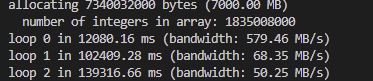 allocating 7340032000 bytes (7000.00 MB)
  number of integers in array: 1835008000
loop 0 in 12080.16 ms (bandwidth: 579.46 MB/s)
loop 1 in 102409.28 ms (bandwidth: 68.35 MB/s)
loop 2 in 139316.66 ms (bandwidth: 50.25 MB/s)